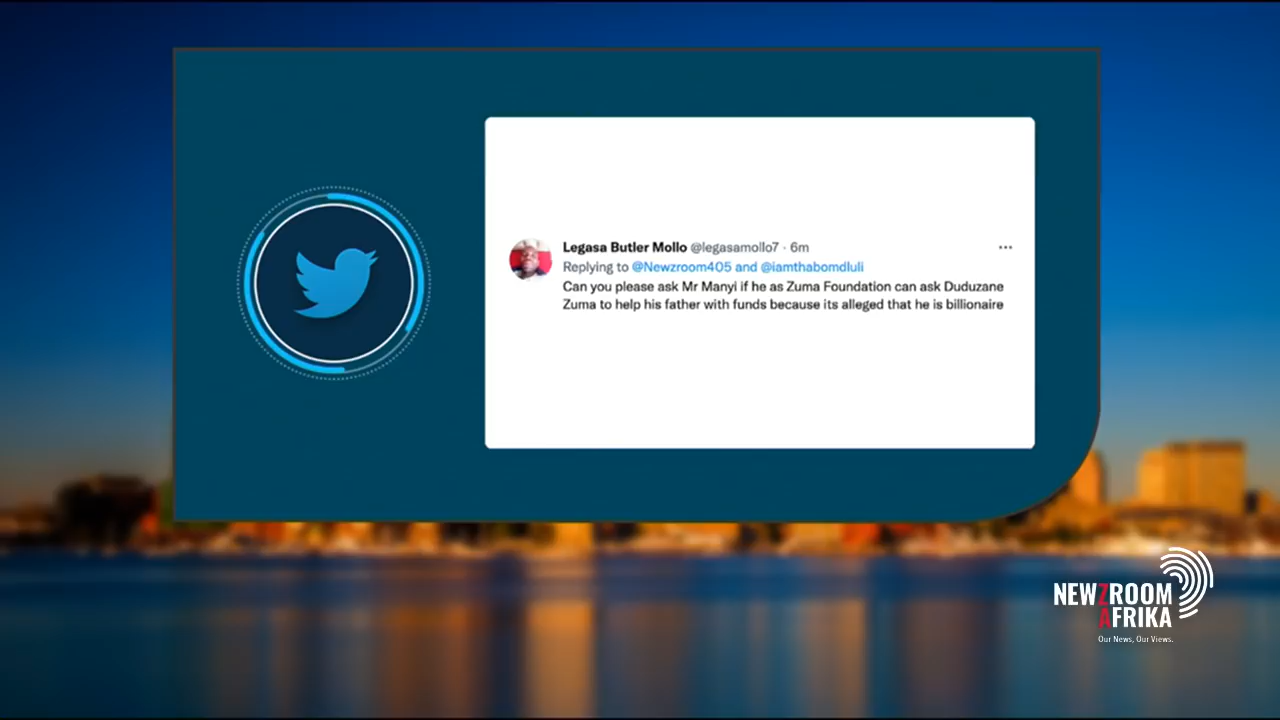 Legasa Butler Mollo @legasamollo7 · 6m
Replying to @Newzroom405 and @iamthabomdluli
Can you please ask Mr Manyi if he as Zuma Foundation can ask Duduzane
Zuma to help his father with funds because its alleged that he is billionaire
NEWZROOM
AFRIKA
Our News, Our Views.